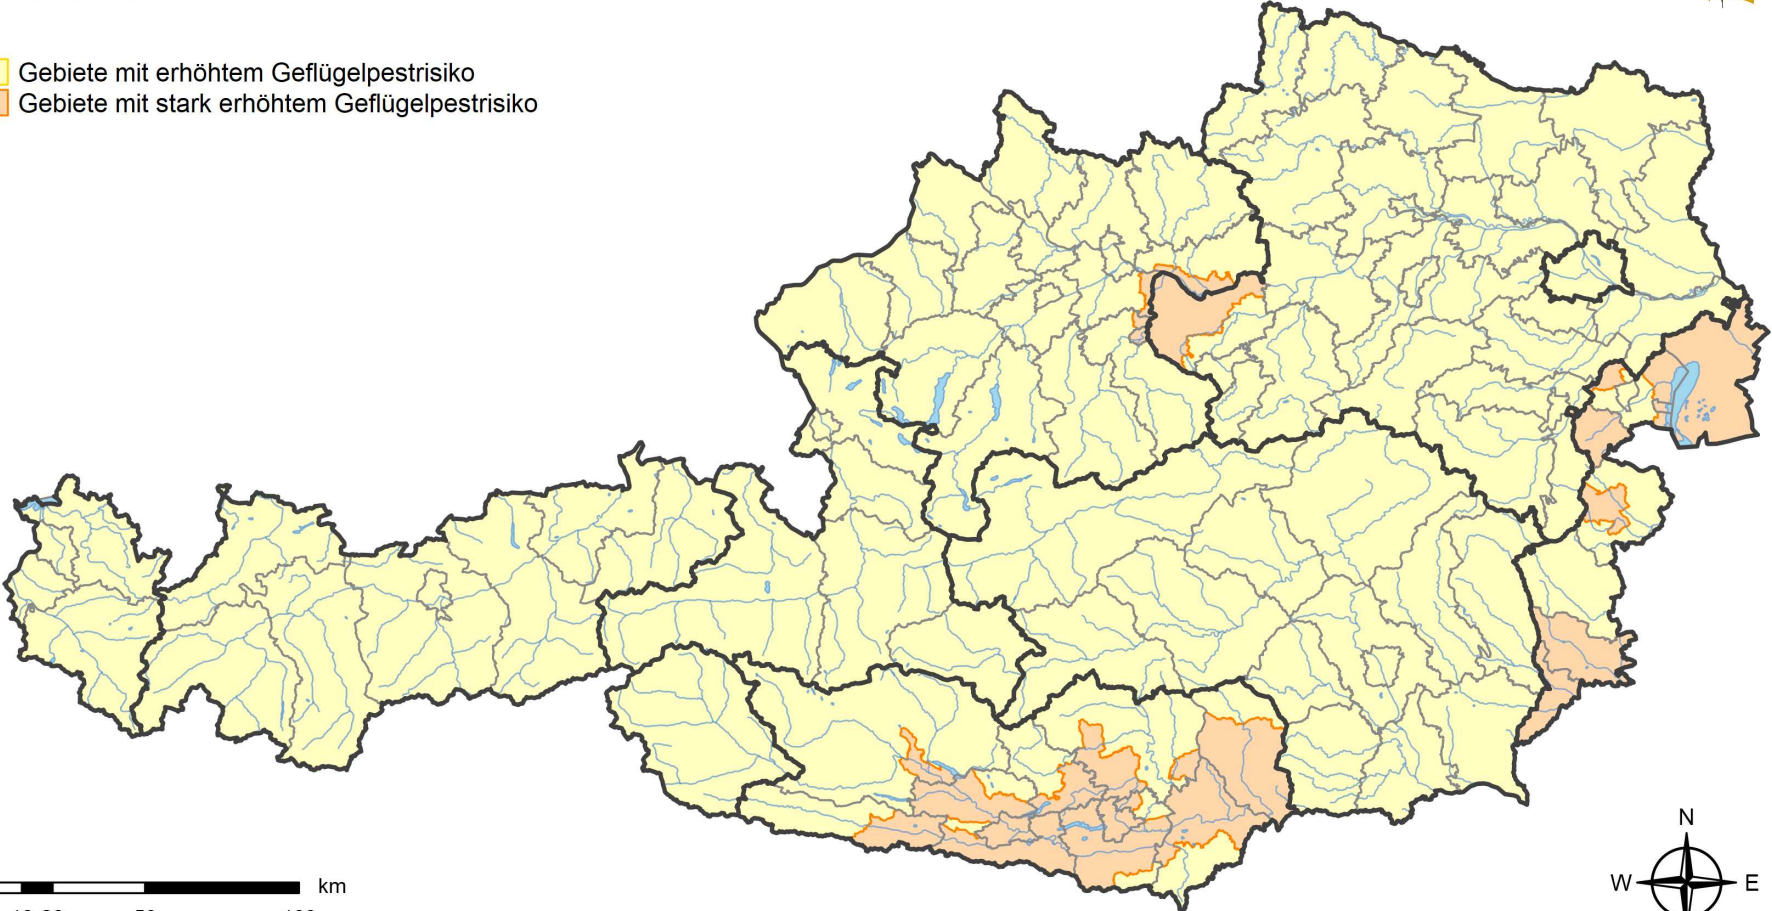 Gebiete mit erhöhtem Geflügelpestrisiko
Gebiete mit stark erhöhtem Geflügelpestrisiko
N
W E
km